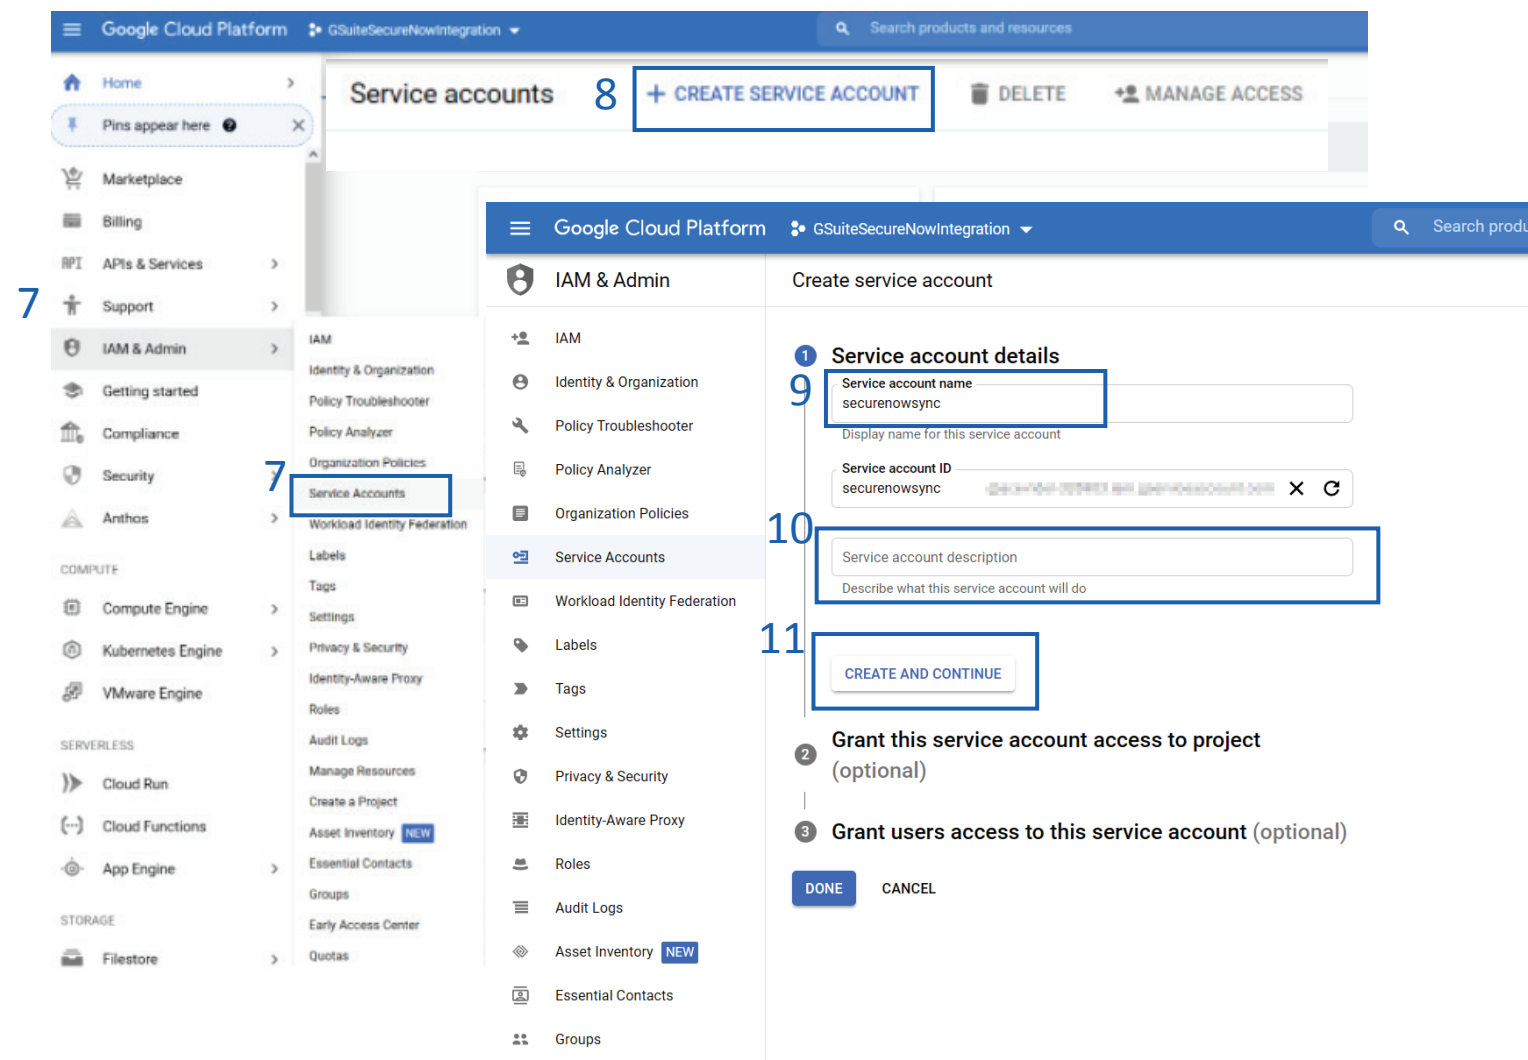 Google Cloud Platform
GSuiteSecureNowIntegration
Search products and resources
Home
Pins appear here
Marketplace
Billing
API
APIs & Services
Support
7
IAM & Admin
Getting started
Compliance
Security
Anthos
COMPUTE
Compute Engine
Kubernetes Engine
VMware Engine
SERVERLESS
Cloud Run
Cloud Functions
App Engine
STORAGE
Filestore
Service accounts
8
+ CREATE SERVICE ACCOUNT
DELETE
MANAGE ACCESS
IAM
Identity & Organization
Policy Troubleshooter
Policy Analyzer
Organization Policies
7
Service Accounts
Workload Identity Federation
Labels
Tags
Settings
Privacy & Security
Identity-Aware Proxy
Roles
Audit Logs
Manage Resources
Create a Project
Asset Inventory NEW
Essential Contacts
Groups
Early Access Center
Quotas
Google Cloud Platform
GSuiteSecureNowIntegration
Search produ
IAM & Admin
IAM
Identity & Organization
Policy Troubleshooter
Policy Analyzer
Organization Policies
Service Accounts
Workload Identity Federation
Labels
Tags
Settings
Privacy & Security
Identity-Aware Proxy
Roles
Audit Logs
Asset Inventory NEW
Essential Contacts
Groups
Create service account
1 Service account details
9
Service account name
securenowsync
Display name for this service account
Service account ID
securenowsync
10
Service account description
Describe what this service account will do
11
CREATE AND CONTINUE
2 Grant this service account access to project
(optional)
3 Grant users access to this service account (optional)
DONE
CANCEL